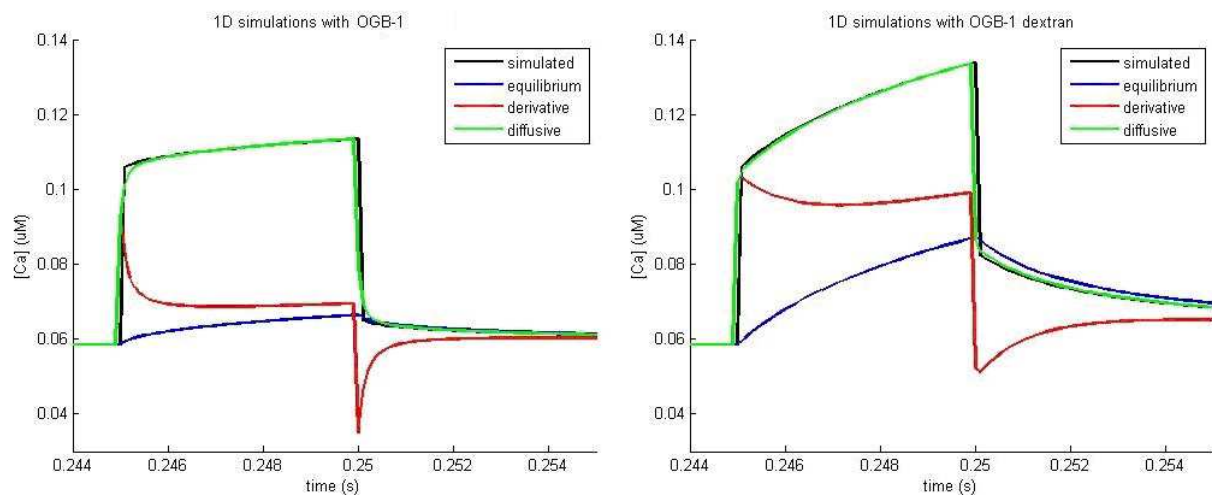 1D simulations with OGB-1
0.14
0.12
0.1
0.08
0.06
0.04
[Ca] (uM)
simulated
equilibrium
derivative
diffusive
0.244
0.246
0.248
0.25
0.252
0.254
time (s)
1D simulations with OGB-1 dextran
0.14
0.12
0.1
0.08
0.06
0.04
[Ca] (uM)
simulated
equilibrium
derivative
diffusive
0.244
0.246
0.248
0.25
0.252
0.254
time (s)